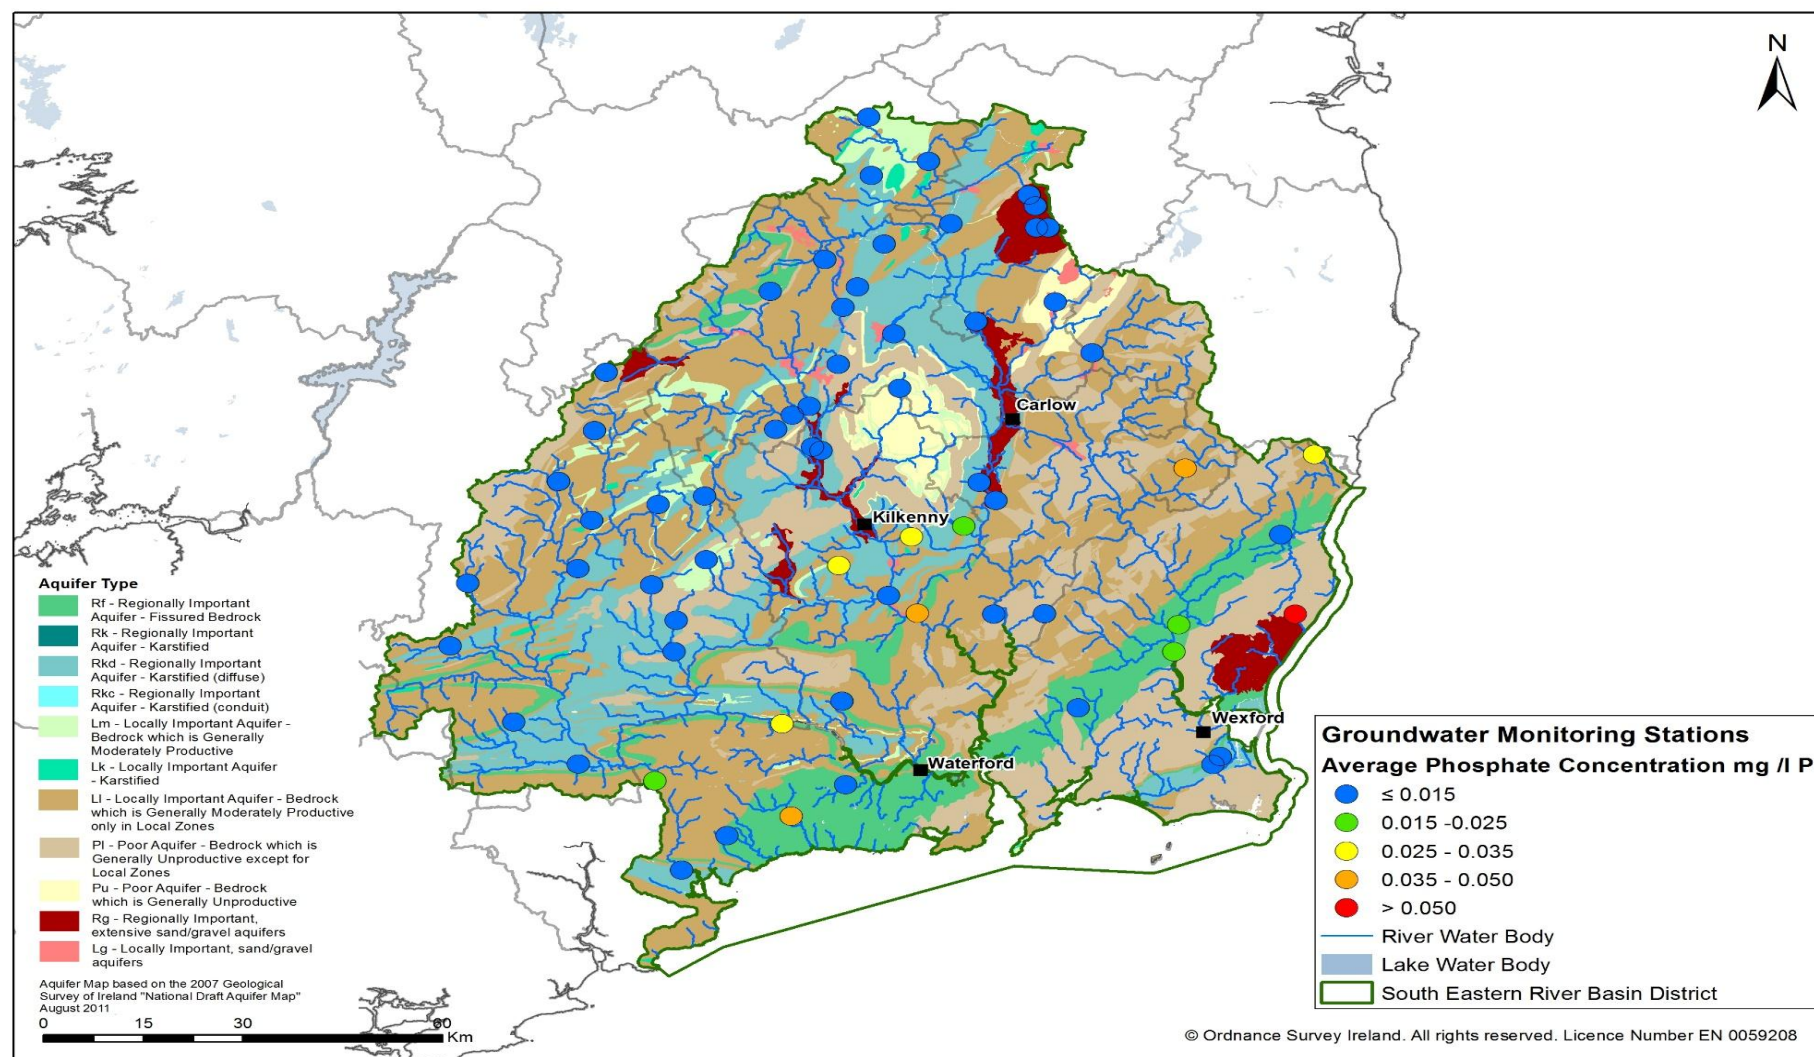 N
Carlow
Kilkenny
Wexford
Waterford
Aquifer Type
Rf - Regionally Important
Aquifer - Fissured Bedrock
Rk - Regionally Important
Aquifer - Karstified
Rkd - Regionally Important
Aquifer - Karstified (diffuse)
Rkc - Regionally Important
Aquifer - Karstified (conduit)
Lm - Locally Important Aquifer -
Bedrock which is Generally
Moderately Productive
Lk - Locally Important Aquifer
- Karstified
Ll - Locally Important Aquifer - Bedrock
which is Generally Moderately Productive
only in Local Zones
Pl - Poor Aquifer - Bedrock which is
Generally Unproductive except for
Local Zones
Pu - Poor Aquifer - Bedrock
which is Generally Unproductive
Rg - Regionally Important,
extensive sand/gravel aquifers
Lg - Locally Important, sand/gravel
aquifers
Aquifer Map based on the 2007 Geological
Survey of Ireland "National Draft Aquifer Map"
August 2011
0 15 30 60
Km
Groundwater Monitoring Stations
Average Phosphate Concentration mg /l P
≤ 0.015
0.015 -0.025
0.025 - 0.035
0.035 - 0.050
> 0.050
River Water Body
Lake Water Body
South Eastern River Basin District
© Ordnance Survey Ireland. All rights reserved. Licence Number EN 0059208